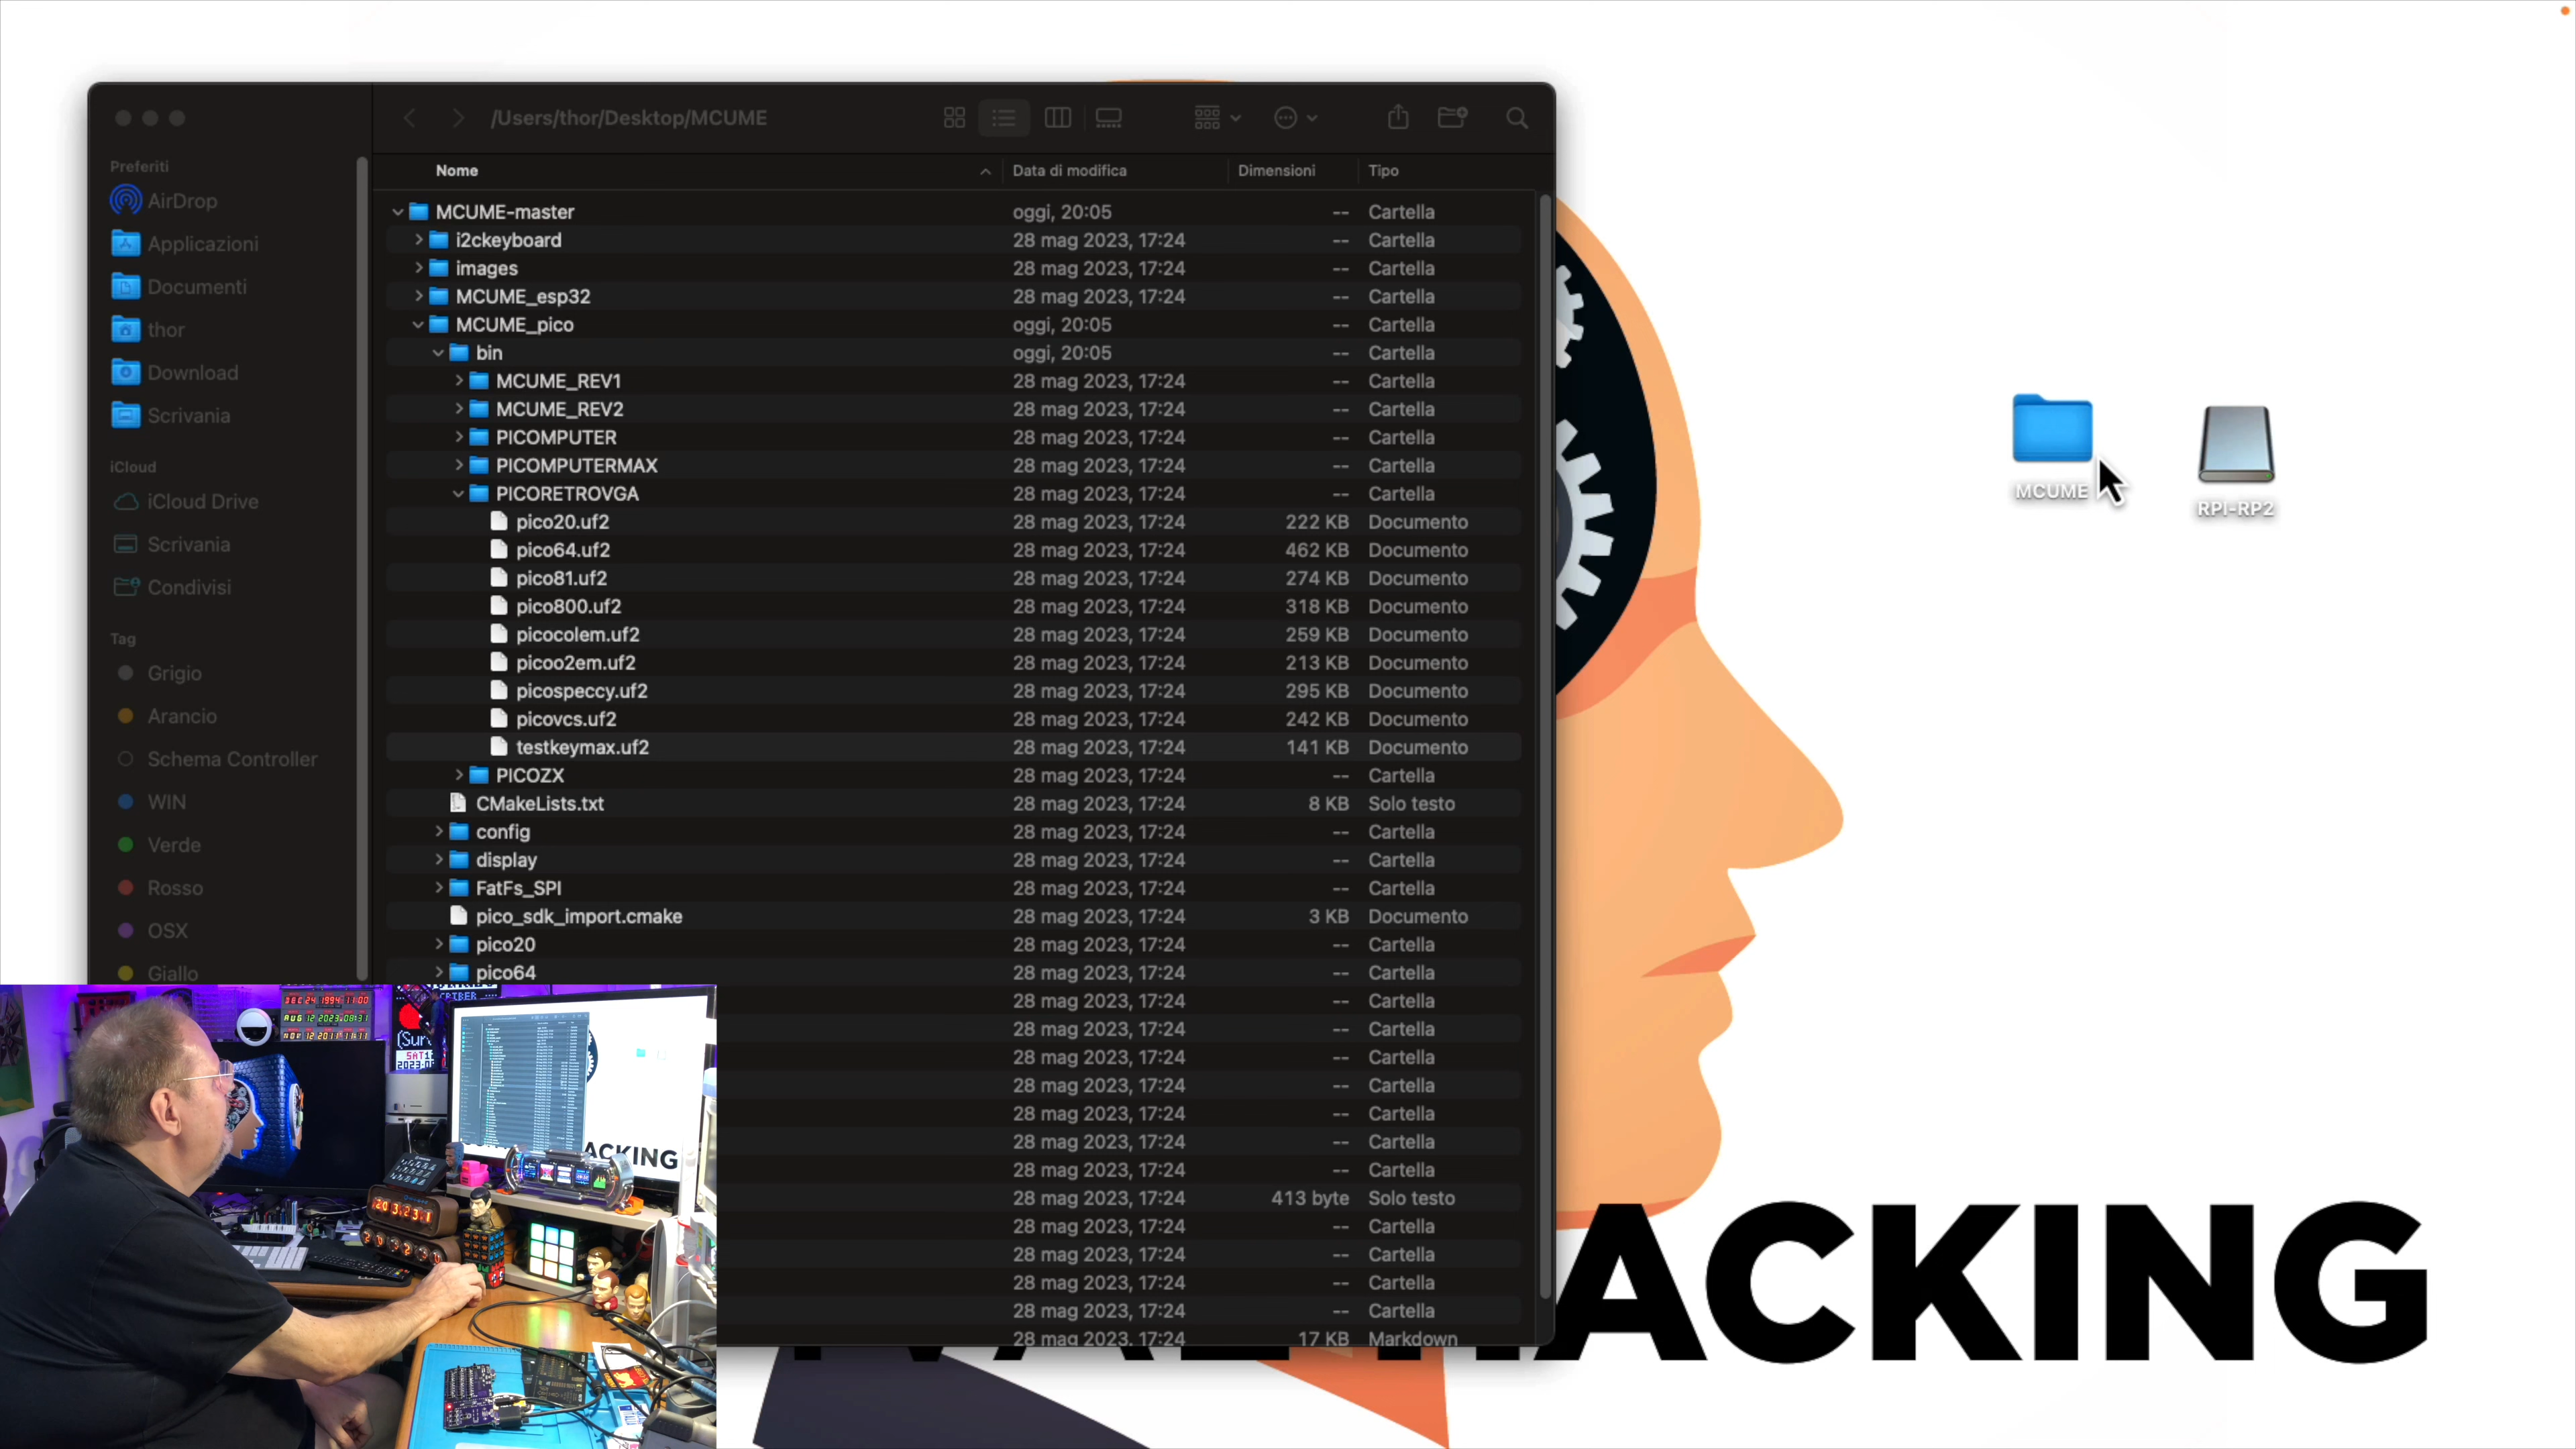 /Users/thor/Desktop/MCUME
Preferiti
AirDrop
Applicazioni
Documenti
thor
Download
Scrivania
iCloud
iCloud Drive
Scrivania
Condivisi
Tag
Grigio
Arancio
Schema Controller
WIN
Verde
Rosso
OSX
Giallo
Nome Data di modifica Dimensioni Tipo
MCUME-master oggi, 20:05 -- Cartella
i2ckeyboard 28 mag 2023, 17:24 -- Cartella
images 28 mag 2023, 17:24 -- Cartella
MCUME_esp32 28 mag 2023, 17:24 -- Cartella
MCUME_pico oggi, 20:05 -- Cartella
bin oggi, 20:05 -- Cartella
MCUME_REV1 28 mag 2023, 17:24 -- Cartella
MCUME_REV2 28 mag 2023, 17:24 -- Cartella
PICOMPUTER 28 mag 2023, 17:24 -- Cartella
PICOMPUTERMAX 28 mag 2023, 17:24 -- Cartella
PICORETROVGA 28 mag 2023, 17:24 -- Cartella
pico20.uf2 28 mag 2023, 17:24 222 KB Documento
pico64.uf2 28 mag 2023, 17:24 462 KB Documento
pico81.uf2 28 mag 2023, 17:24 274 KB Documento
pico800.uf2 28 mag 2023, 17:24 318 KB Documento
picocolem.uf2 28 mag 2023, 17:24 259 KB Documento
picoo2em.uf2 28 mag 2023, 17:24 213 KB Documento
picospeccy.uf2 28 mag 2023, 17:24 295 KB Documento
picovcs.uf2 28 mag 2023, 17:24 242 KB Documento
testkeymax.uf2 28 mag 2023, 17:24 141 KB Documento
PICOZX 28 mag 2023, 17:24 -- Cartella
CMakeLists.txt 28 mag 2023, 17:24 8 KB Solo testo
config 28 mag 2023, 17:24 -- Cartella
display 28 mag 2023, 17:24 -- Cartella
FatFs_SPI 28 mag 2023, 17:24 -- Cartella
pico_sdk_import.cmake 28 mag 2023, 17:24 3 KB Documento
pico20 28 mag 2023, 17:24 -- Cartella
pico64 28 mag 2023, 17:24 -- Cartella
28 mag 2023, 17:24 -- Cartella
28 mag 2023, 17:24 -- Cartella
28 mag 2023, 17:24 -- Cartella
28 mag 2023, 17:24 -- Cartella
28 mag 2023, 17:24 -- Cartella
28 mag 2023, 17:24 -- Cartella
28 mag 2023, 17:24 -- Cartella
28 mag 2023, 17:24 413 byte Solo testo
28 mag 2023, 17:24 -- Cartella
28 mag 2023, 17:24 -- Cartella
28 mag 2023, 17:24 -- Cartella
28 mag 2023, 17:24 -- Cartella
28 mag 2023, 17:24 17 KB Markdown
MCUME
RPI-RP2
ACKING
DEC 24 1994 11:00
AUG 12 2023 08:31
NOV 12 2011 11:11
ACKING